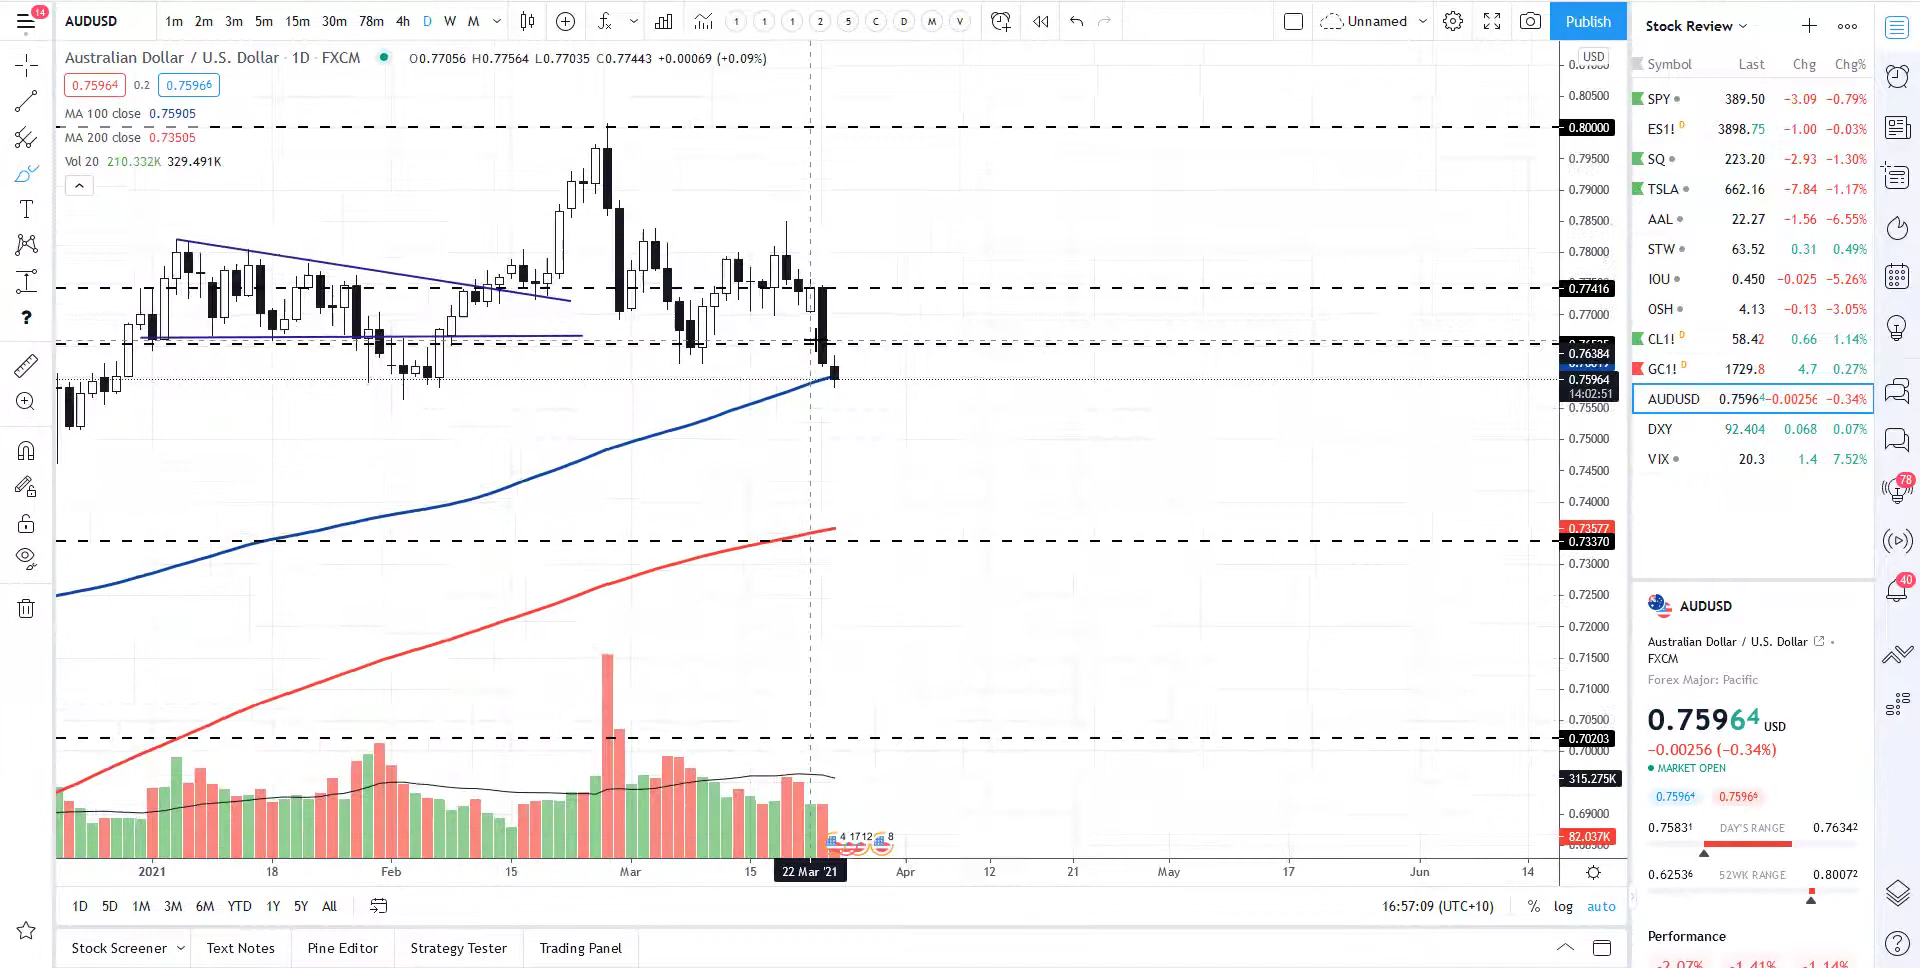 14
AUDUSD 1m 2m 3m 5m 15m 30m 78m 4h D W M 1 1 1 2 5 C D M V Unnamed Publish
Australian Dollar / U.S. Dollar · 1D · FXCM O0.77056 H0.77564 L0.77035 C0.77443 +0.00069 (+0.09%)
0.75964 0.2 0.75966
MA 100 close 0.75905
MA 200 close 0.73505
Vol 20 210.332K 329.491K
USD
0.80500
0.80000
0.79500
0.79000
0.78500
0.78000
0.77416
0.77000
0.76384
0.75964
14:02:51
0.75500
0.75000
0.74500
0.74000
0.73577
0.73370
0.73000
0.72500
0.72000
0.71500
0.71000
0.70500
0.70203
0.70000
315.275K
0.69000
82.037K
4 17 12 8
2021 18 Feb 15 Mar 15 22 Mar '21 Apr 12 21 May 17 Jun 14
1D 5D 1M 3M 6M YTD 1Y 5Y All 16:57:09 (UTC+10) % log auto
Stock Screener Text Notes Pine Editor Strategy Tester Trading Panel
Stock Review
Symbol Last Chg Chg%
SPY 389.50 −3.09 −0.79%
ES1! D 3898.75 −1.00 −0.03%
SQ 223.20 −2.93 −1.30%
TSLA 662.16 −7.84 −1.17%
AAL 22.27 −1.56 −6.55%
STW 63.52 0.31 0.49%
IOU 0.450 −0.025 −5.26%
OSH 4.13 −0.13 −3.05%
CL1! D 58.42 0.66 1.14%
GC1! D 1729.8 4.7 0.27%
AUDUSD 0.75964 −0.00256 −0.34%
DXY 92.404 0.068 0.07%
VIX 20.3 1.4 7.52%
AUDUSD
Australian Dollar / U.S. Dollar
FXCM
Forex Major: Pacific
0.75964 USD
−0.00256 (−0.34%)
MARKET OPEN
0.75964 0.75966
0.75831 DAY'S RANGE 0.76342
0.62536 52WK RANGE 0.80072
Performance
78
40